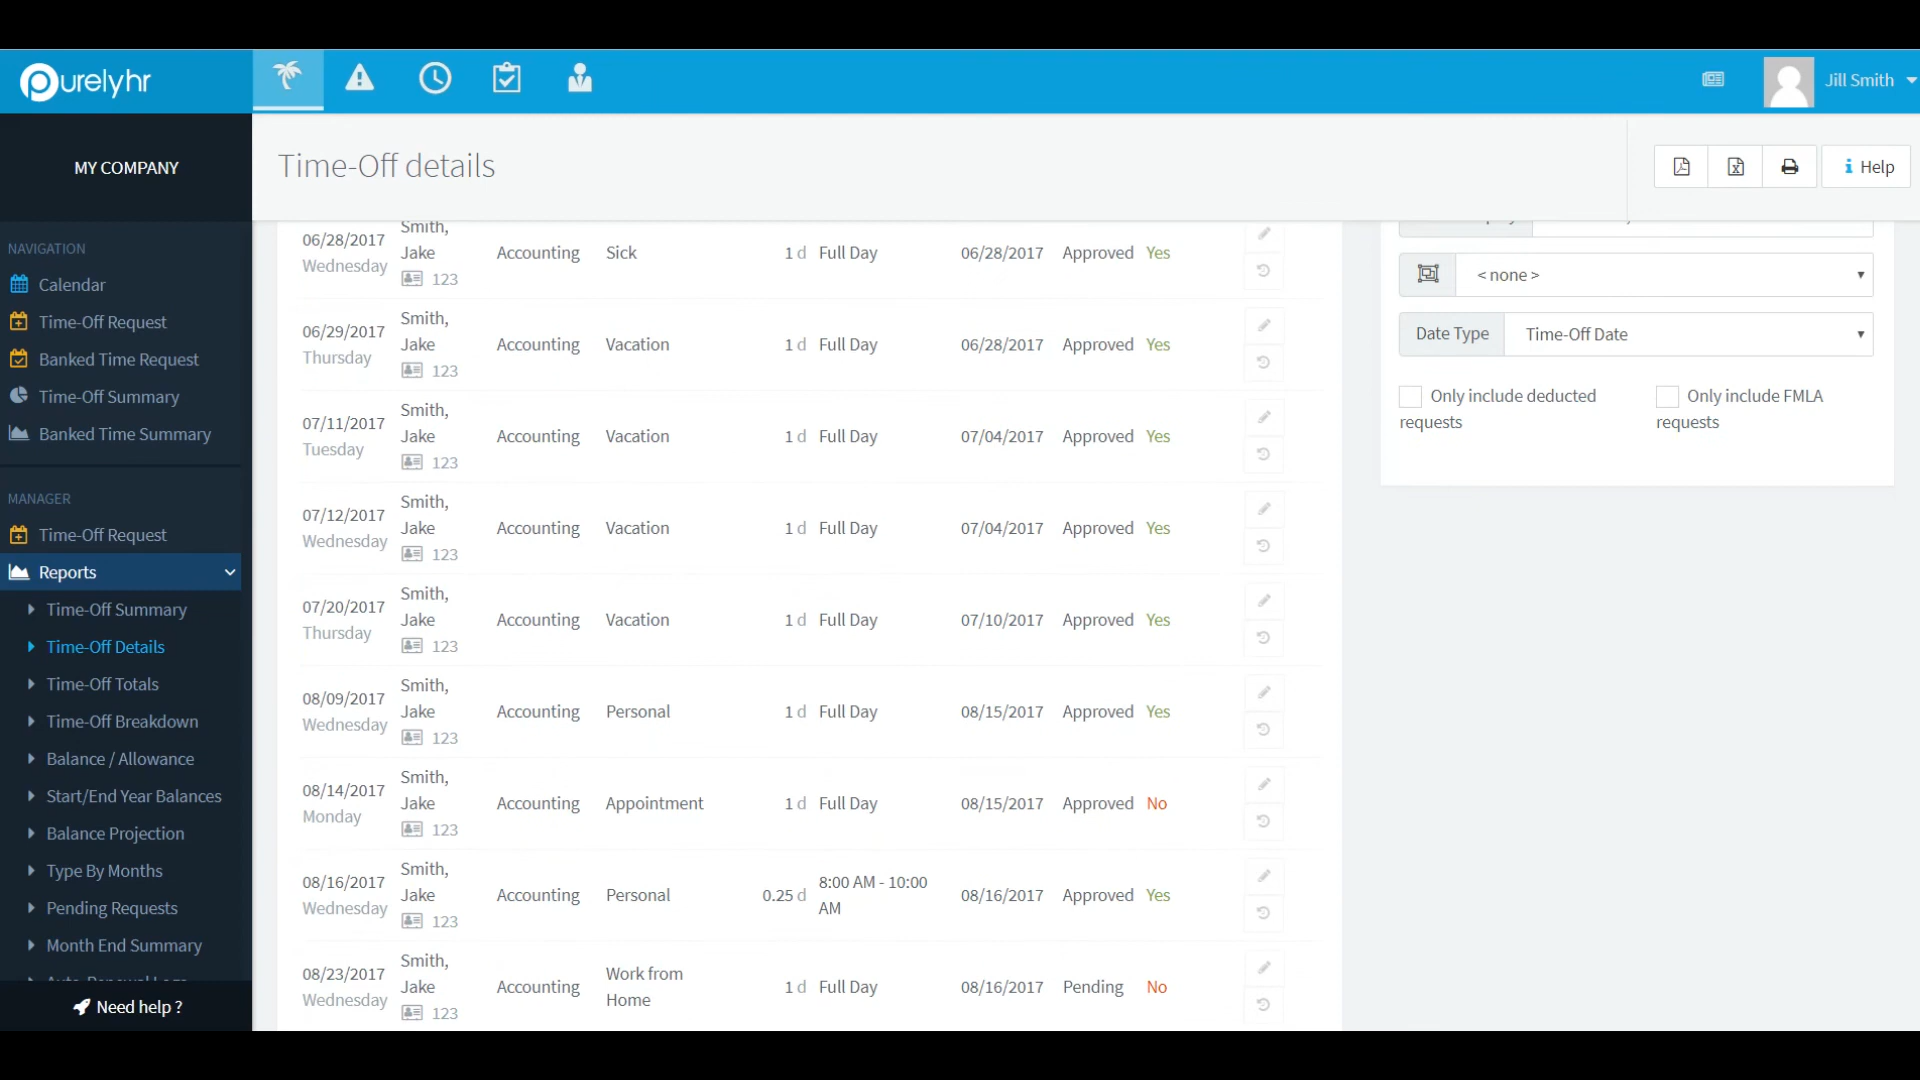 purelyhr
Jill Smith
MY COMPANY
Time-Off details
Help
NAVIGATION
Calendar
Time-Off Request
Banked Time Request
Time-Off Summary
Banked Time Summary
MANAGER
Time-Off Request
Reports
Time-Off Summary
Time-Off Details
Time-Off Totals
Time-Off Breakdown
Balance / Allowance
Start/End Year Balances
Balance Projection
Type By Months
Pending Requests
Month End Summary
Need help ?
06/28/2017 Wednesday Smith, Jake 123 Accounting Sick 1 d Full Day 06/28/2017 Approved Yes
06/29/2017 Thursday Smith, Jake 123 Accounting Vacation 1 d Full Day 06/28/2017 Approved Yes
07/11/2017 Tuesday Smith, Jake 123 Accounting Vacation 1 d Full Day 07/04/2017 Approved Yes
07/12/2017 Wednesday Smith, Jake 123 Accounting Vacation 1 d Full Day 07/04/2017 Approved Yes
07/20/2017 Thursday Smith, Jake 123 Accounting Vacation 1 d Full Day 07/10/2017 Approved Yes
08/09/2017 Wednesday Smith, Jake 123 Accounting Personal 1 d Full Day 08/15/2017 Approved Yes
08/14/2017 Monday Smith, Jake 123 Accounting Appointment 1 d Full Day 08/15/2017 Approved No
08/16/2017 Wednesday Smith, Jake 123 Accounting Personal 0.25 d 8:00 AM - 10:00 AM 08/16/2017 Approved Yes
08/23/2017 Wednesday Smith, Jake 123 Accounting Work from Home 1 d Full Day 08/16/2017 Pending No
< none >
Date Type Time-Off Date
Only include deducted requests
Only include FMLA requests